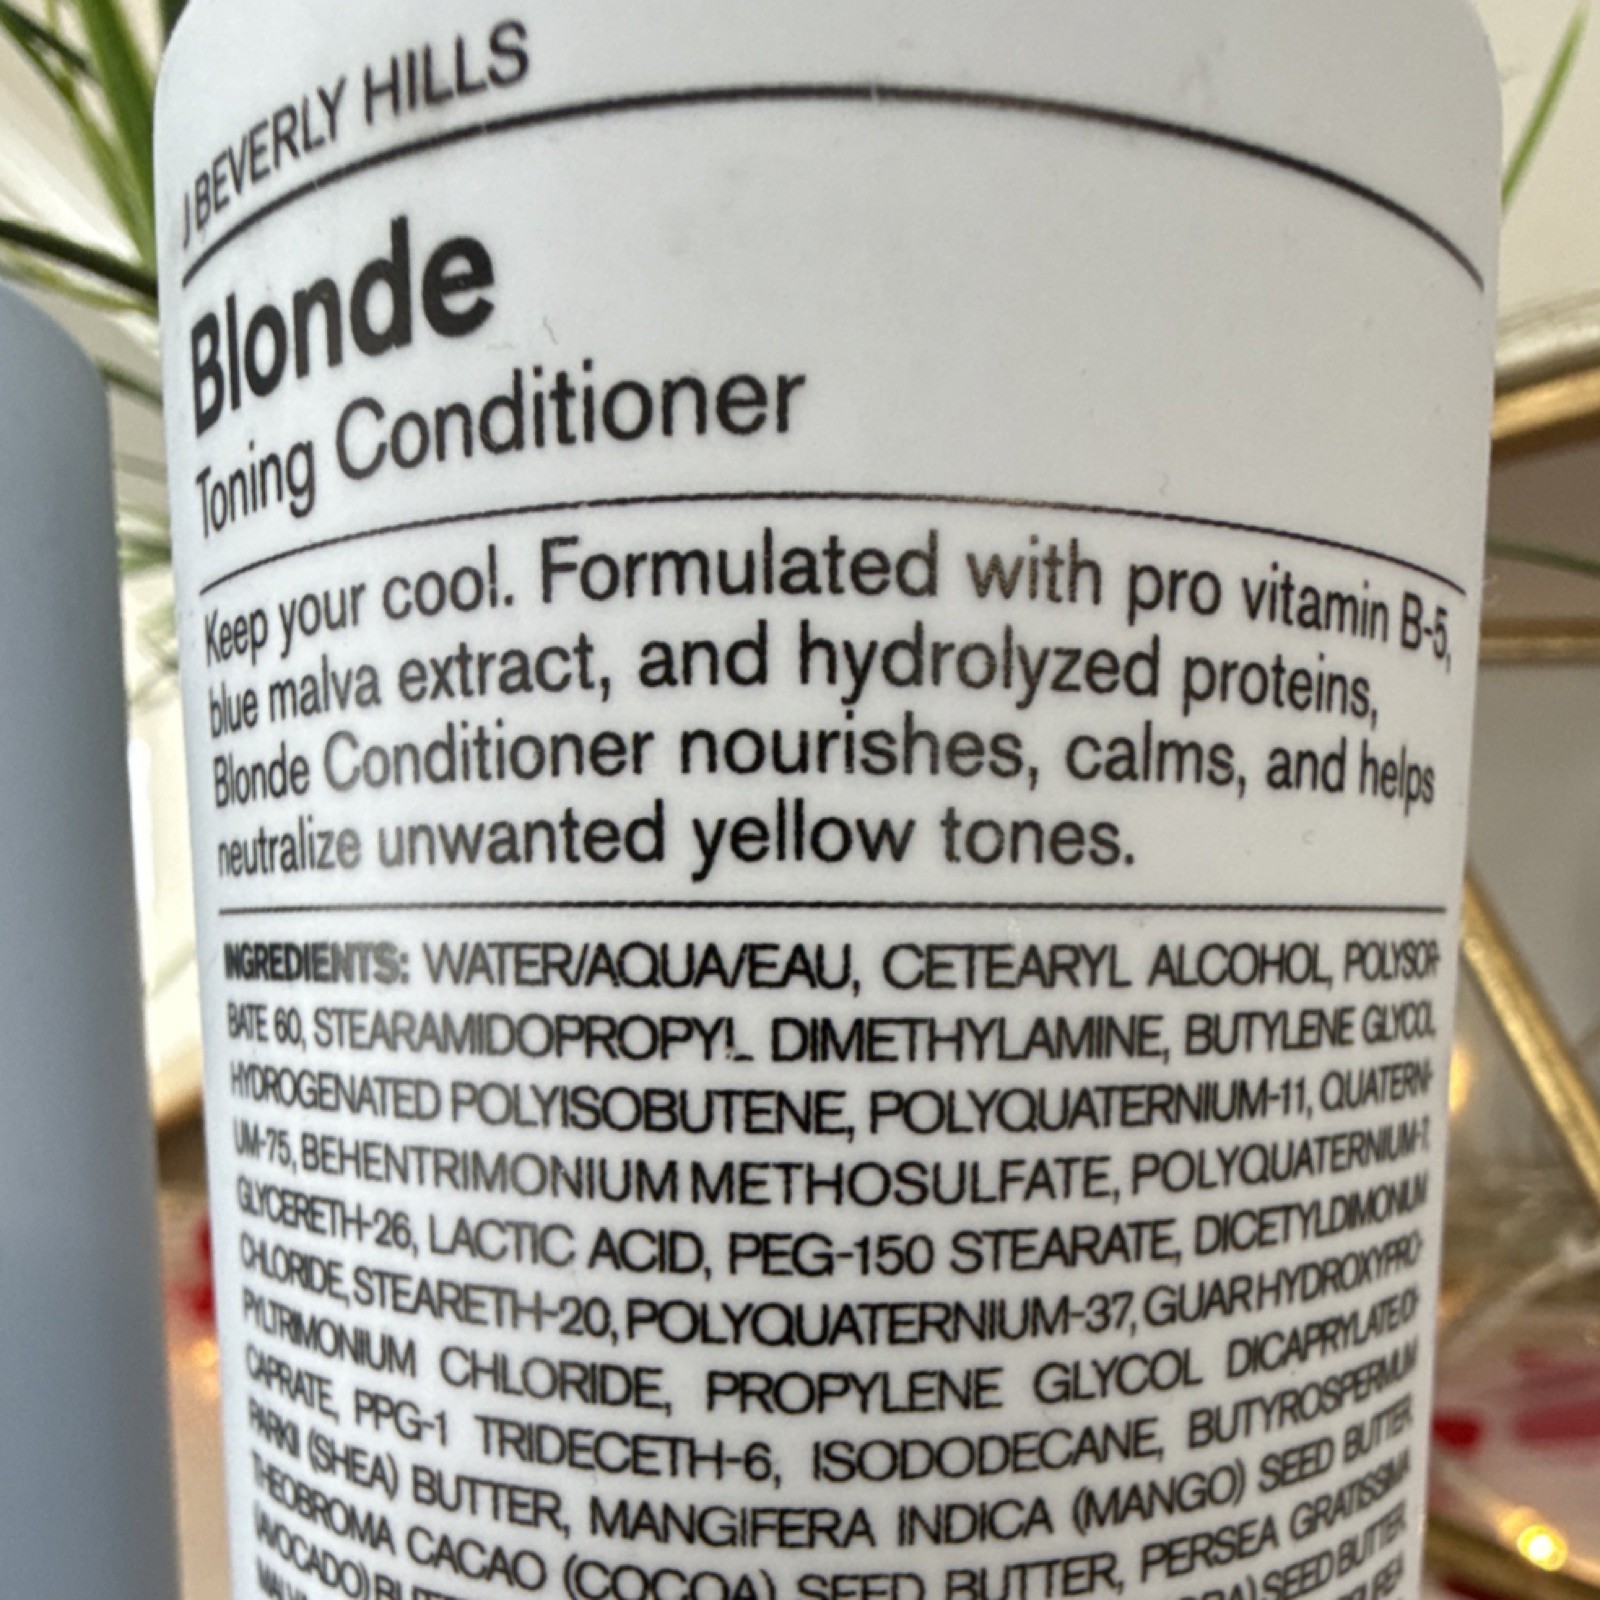 J BEVERLY HILLS
Blonde
Toning Conditioner
Keep your cool. Formulated with pro vitamin B-5,
blue malva extract, and hydrolyzed proteins,
Blonde Conditioner nourishes, calms, and helps
neutralize unwanted yellow tones.
INGREDIENTS: WATER/AQUA/EAU, CETEARYL ALCOHOL, POLYSOR-
BATE 60, STEARAMIDOPROPYL DIMETHYLAMINE, BUTYLENE GLYCOL,
HYDROGENATED POLYISOBUTENE, POLYQUATERNIUM-11, QUATERNI-
UM-75, BEHENTRIMONIUM METHOSULFATE, POLYQUATERNIUM-7,
GLYCERETH-26, LACTIC ACID, PEG-150 STEARATE, DICETYLDIMONIUM
CHLORIDE, STEARETH-20, POLYQUATERNIUM-37, GUAR HYDROXYPRO-
PYLTRIMONIUM CHLORIDE, PROPYLENE GLYCOL DICAPRYLATE/DI-
CAPRATE, PPG-1 TRIDECETH-6, ISODODECANE, BUTYROSPERMUM
PARKII (SHEA) BUTTER, MANGIFERA INDICA (MANGO) SEED BUTTER,
THEOBROMA CACAO (COCOA) SEED BUTTER, PERSEA GRATISSIMA
(AVOCADO) SEED BUTTER,